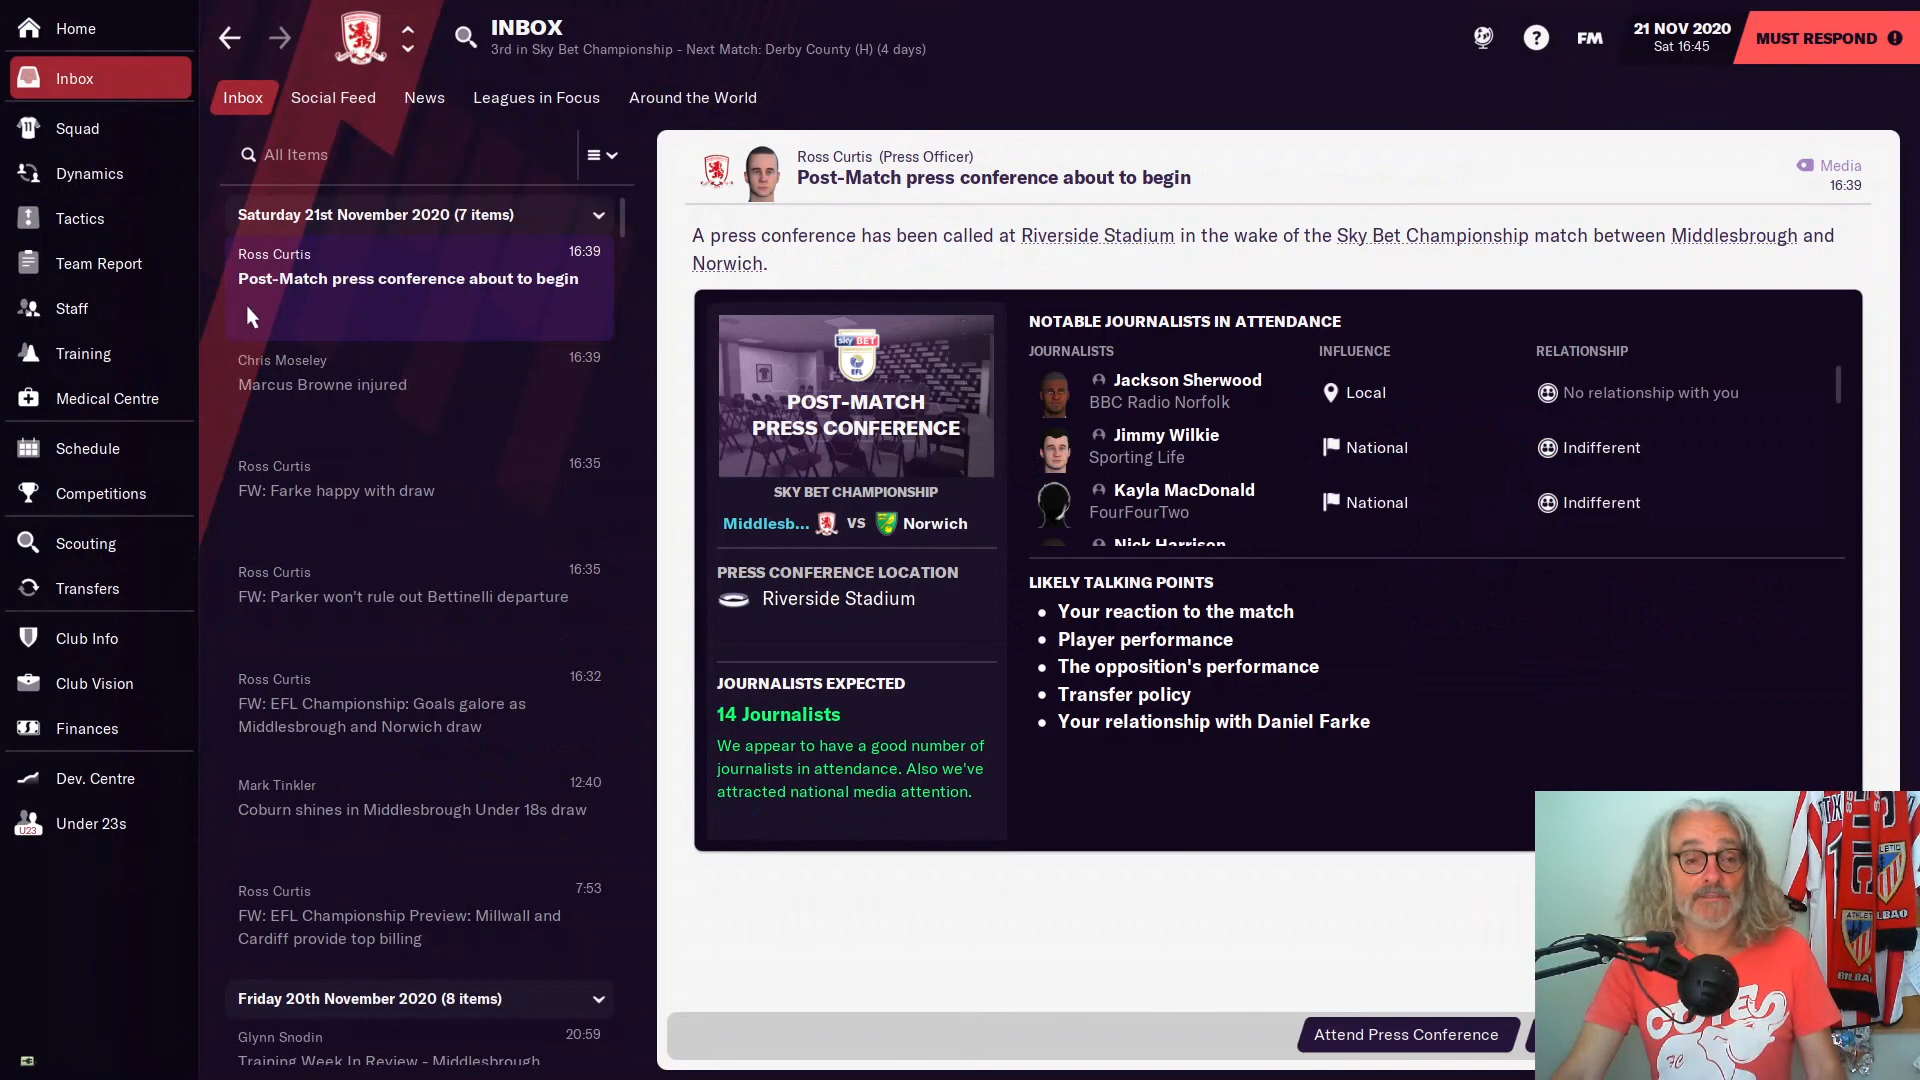 Home
Inbox
Squad
Dynamics
Tactics
Team Report
Staff
Training
Medical Centre
Schedule
Competitions
Scouting
Transfers
Club Info
Club Vision
Finances
Dev. Centre
U23
Under 23s
INBOX
3rd in Sky Bet Championship - Next Match: Derby County (H) (4 days)
FM
21 NOV 2020
Sat 16:45
MUST RESPOND
Inbox
Social Feed
News
Leagues in Focus
Around the World
All Items
Saturday 21st November 2020 (7 items)
Ross Curtis 16:39
Post-Match press conference about to begin
Chris Moseley 16:39
Marcus Browne injured
Ross Curtis 16:35
FW: Farke happy with draw
Ross Curtis 16:35
FW: Parker won't rule out Bettinelli departure
Ross Curtis 16:32
FW: EFL Championship: Goals galore as
Middlesbrough and Norwich draw
Mark Tinkler 12:40
Coburn shines in Middlesbrough Under 18s draw
Ross Curtis 7:53
FW: EFL Championship Preview: Millwall and
Cardiff provide top billing
Friday 20th November 2020 (8 items)
Glynn Snodin 20:59
Training Week In Review - Middlesbrough
Ross Curtis (Press Officer)
Post-Match press conference about to begin
Media
16:39
A press conference has been called at Riverside Stadium in the wake of the Sky Bet Championship match between Middlesbrough and
Norwich.
sky BET
EFL
POST-MATCH
PRESS CONFERENCE
SKY BET CHAMPIONSHIP
Middlesb... VS Norwich
PRESS CONFERENCE LOCATION
Riverside Stadium
JOURNALISTS EXPECTED
14 Journalists
We appear to have a good number of
journalists in attendance. Also we've
attracted national media attention.
NOTABLE JOURNALISTS IN ATTENDANCE
JOURNALISTS INFLUENCE RELATIONSHIP
Jackson Sherwood
BBC Radio Norfolk
Local
No relationship with you
Jimmy Wilkie
Sporting Life
National
Indifferent
Kayla MacDonald
FourFourTwo
National
Indifferent
Nick Harrison
LIKELY TALKING POINTS
• Your reaction to the match
• Player performance
• The opposition's performance
• Transfer policy
• Your relationship with Daniel Farke
Attend Press Conference
BILBAO